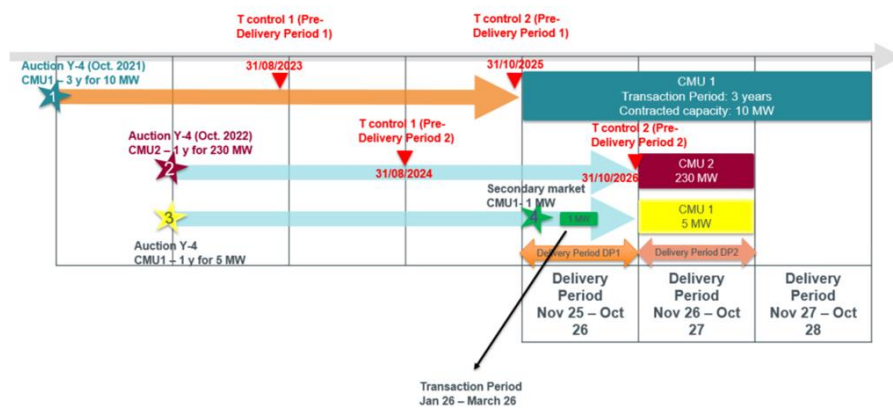 T control 1 (Pre-
Delivery Period 1)
T control 2 (Pre-
Delivery Period 1)
Auction Y-4 (Oct. 2021)
CMU1 – 3 y for 10 MW
31/08/2023
31/10/2025
1
CMU 1
Transaction Period: 3 years
Contracted capacity: 10 MW
Auction Y-4 (Oct. 2022)
CMU2 – 1 y for 230 MW
T control 1 (Pre-
Delivery Period 2)
T control 2 (Pre-
Delivery Period 2)
2
31/08/2024
31/10/2026
CMU 2
230 MW
Secondary market
CMU1- 1 MW
3
4
1 MW
CMU 1
5 MW
Auction Y-4
CMU1 – 1 y for 5 MW
Delivery Period DP1
Delivery Period DP2
Delivery
Period
Nov 25 – Oct
26
Delivery
Period
Nov 26 – Oct
27
Delivery
Period
Nov 27 – Oct
28
Transaction Period
Jan 26 – March 26